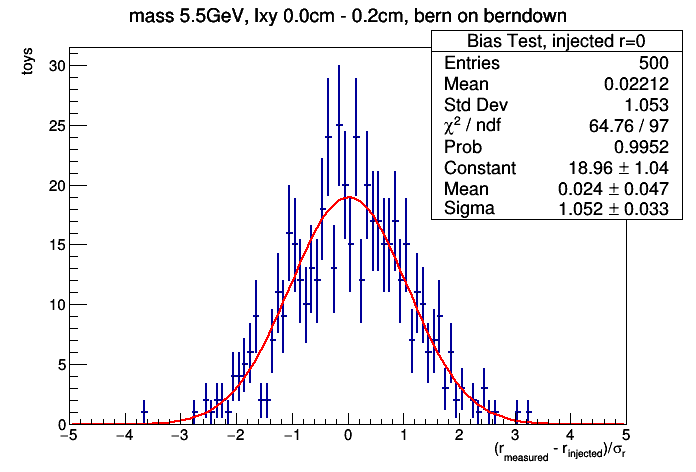 mass 5.5GeV, lxy 0.0cm - 0.2cm, bern on berndown
Bias Test, injected r=0
Entries 500
Mean 0.02212
Std Dev 1.053
χ² / ndf 64.76 / 97
Prob 0.9952
Constant 18.96 ± 1.04
Mean 0.024 ± 0.047
Sigma 1.052 ± 0.033
toys
30
25
20
15
10
5
0
−5 −4 −3 −2 −1 0 1 2 3 4 5
(r_measured - r_injected)/σ_r